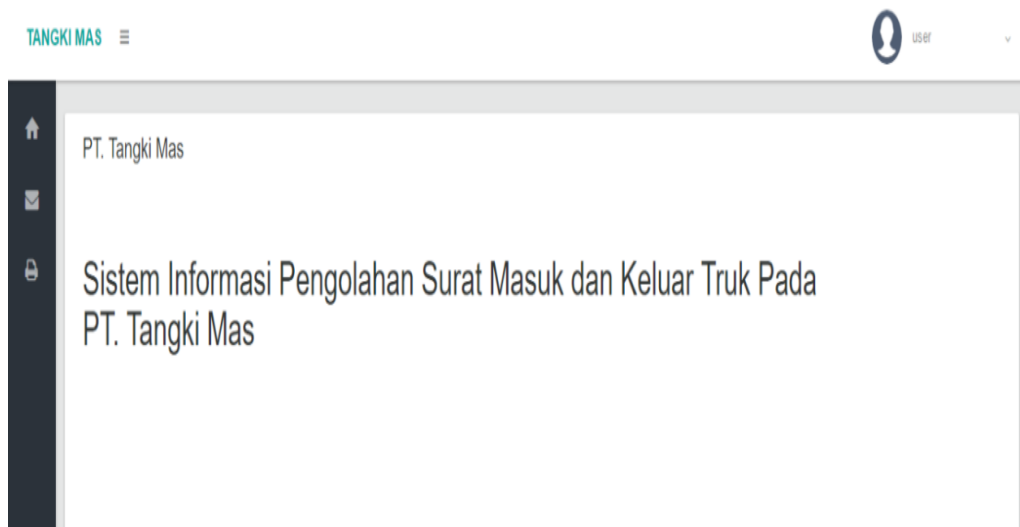 TANGKI MAS
user
PT. Tangki Mas
Sistem Informasi Pengolahan Surat Masuk dan Keluar Truk Pada
PT. Tangki Mas